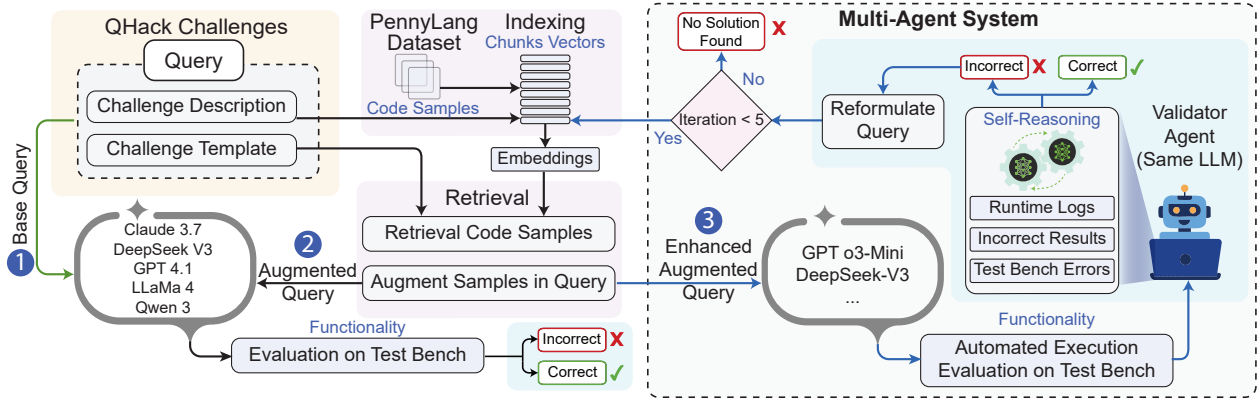 QHack Challenges
Query
Challenge Description
Challenge Template
1
Base Query
PennyLang
Dataset
Code Samples
Indexing
Chunks Vectors
Embeddings
Retrieval
Retrieval Code Samples
Augment Samples in Query
Claude 3.7
DeepSeek V3
GPT 4.1
LLaMa 4
Qwen 3
2
Augmented
Query
Functionality
Evaluation on Test Bench
Incorrect X
Correct ✓
Multi-Agent System
No Solution
Found
X
No
Iteration < 5
Yes
Reformulate
Query
Incorrect X
Correct ✓
Self-Reasoning
Runtime Logs
Incorrect Results
Test Bench Errors
Validator
Agent
(Same LLM)
3
Enhanced
Augmented
Query
GPT o3-Mini
DeepSeek-V3
...
Functionality
Automated Execution
Evaluation on Test Bench